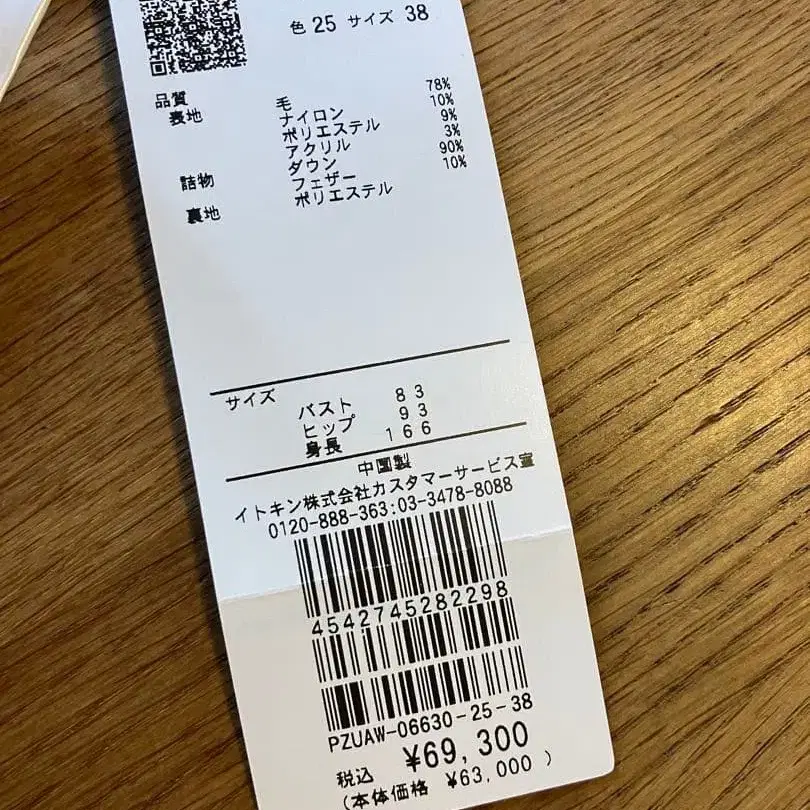 色 25 サイズ 38
品質
表地 毛 78%
ナイロン 10%
ポリエステル 9%
アクリル 3%
詰物 ダウン 90%
フェザー 10%
裏地 ポリエステル
サイズ
バスト 83
ヒップ 93
身長 166
中国製
イトキン株式会社カスタマーサービス室
0120-888-363:03-3478-8088
4542745282298
PZUAW-06630-25-38
税込 ¥69,300
(本体価格 ¥63,000 )